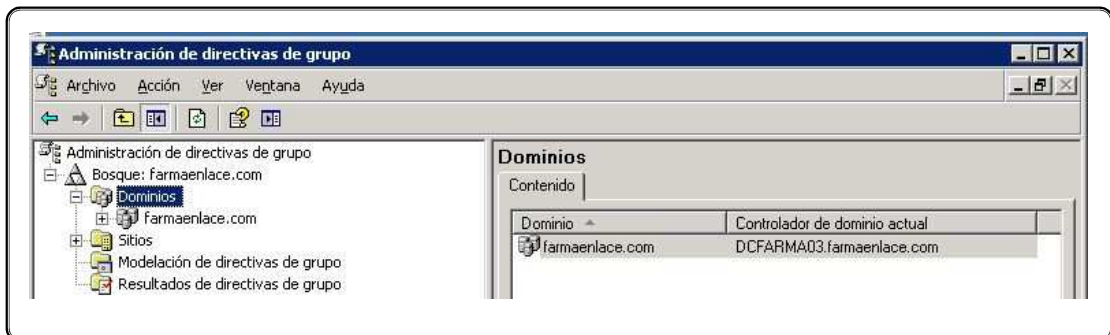 Administración de directivas de grupo
Archivo Acción Ver Ventana Ayuda
Administración de directivas de grupo
Bosque: farmaenlace.com
Dominios
farmaenlace.com
Sitios
Modelación de directivas de grupo
Resultados de directivas de grupo
Dominios
Contenido
Dominio Controlador de dominio actual
farmaenlace.com DCFARMA03.farmaenlace.com